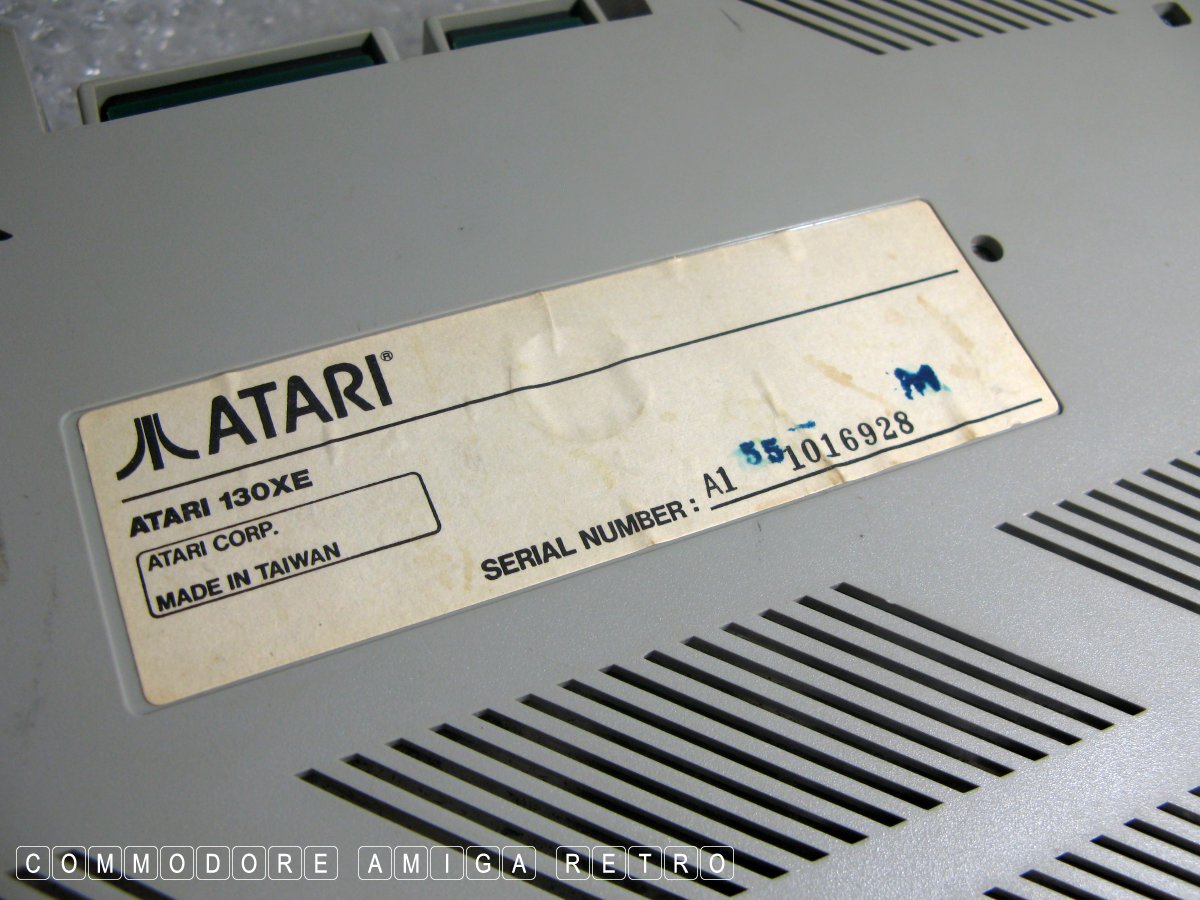 ATARI®
ATARI 130XE
ATARI CORP.
MADE IN TAIWAN
SERIAL NUMBER: A1 55 1016928
M
COMMODORE AMIGA RETRO